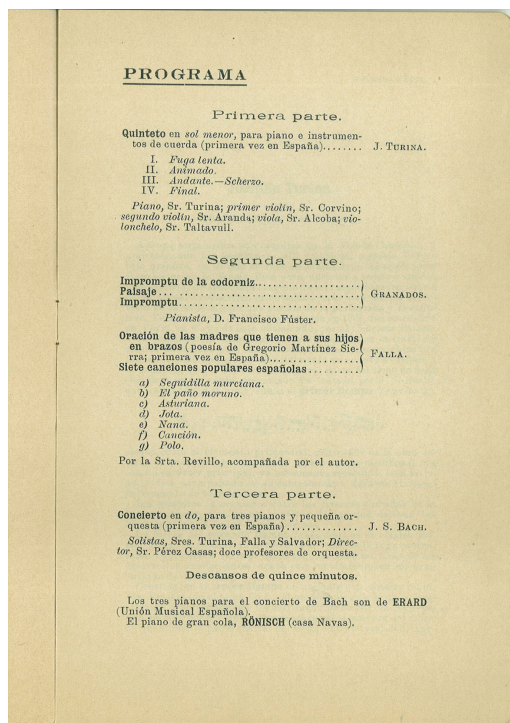 PROGRAMA
Primera parte.
Quinteto en sol menor, para piano e instrumen-
tos de cuerda (primera vez en España)........ J. TURINA.
I. Fuga lenta.
II. Animado.
III. Andante.—Scherzo.
IV. Final.
Piano, Sr. Turina; primer violín, Sr. Corvino;
segundo violín, Sr. Aranda; viola, Sr. Alcoba; vio-
lonchelo, Sr. Taltavull.
Segunda parte.
Impromptu de la codorniz....................
Paisaje... ................................. GRANADOS.
Impromptu..................................
Pianista, D. Francisco Fúster.
Oración de las madres que tienen a sus hijos
en brazos (poesía de Gregorio Martínez Sie-
rra; primera vez en España)................. FALLA.
Siete canciones populares españolas..........
a) Seguidilla murciana.
b) El paño moruno.
c) Asturiana.
d) Jota.
e) Nana.
f) Canción.
g) Polo.
Por la Srta. Revillo, acompañada por el autor.
Tercera parte.
Concierto en do, para tres pianos y pequeña or-
questa (primera vez en España).............. J. S. BACH.
Solistas, Sres. Turina, Falla y Salvador; Direc-
tor, Sr. Pérez Casas; doce profesores de orquesta.
Descansos de quince minutos.
Los tres pianos para el concierto de Bach son de ERARD
(Unión Musical Española).
El piano de gran cola, RÖNISCH (casa Navas).